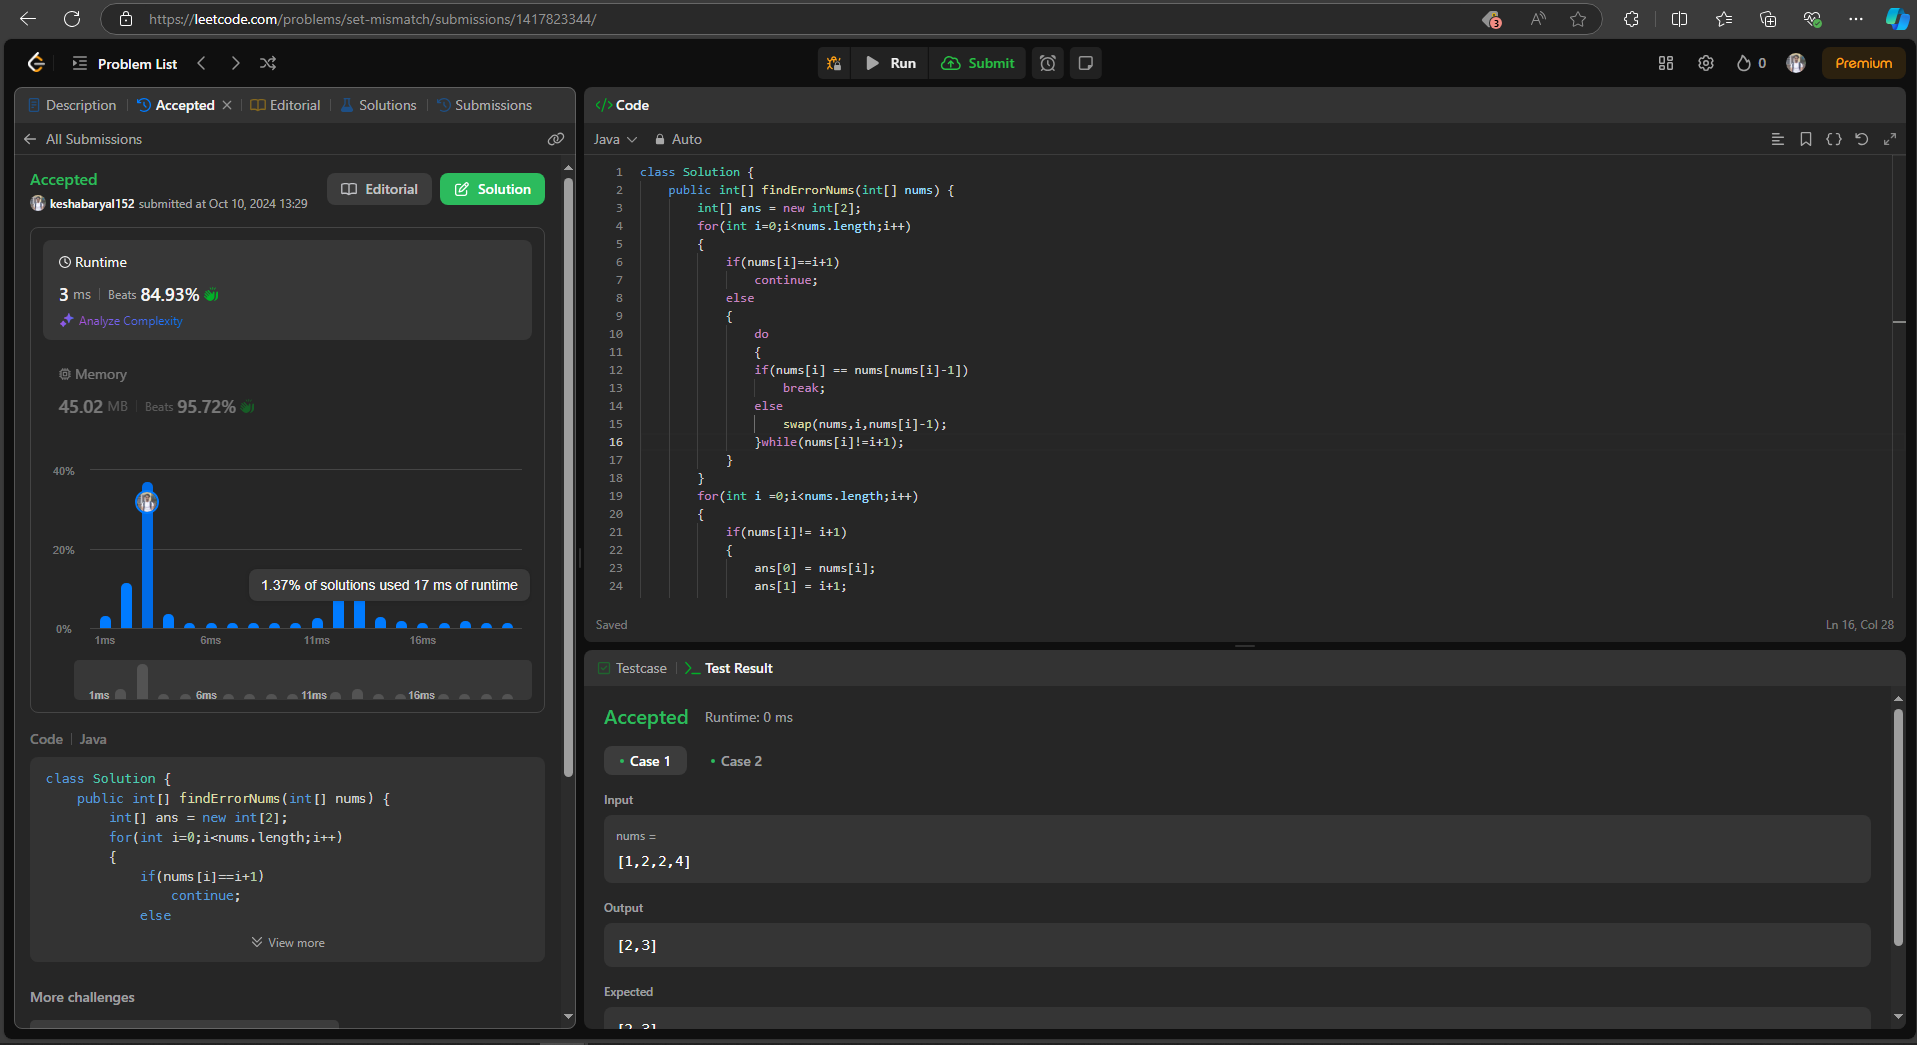 https://leetcode.com/problems/set-mismatch/submissions/1417823344/
3
Problem List
Run
Submit
0
Premium
Description
Accepted
Editorial
Solutions
Submissions
All Submissions
Accepted
keshabaryal152 submitted at Oct 10, 2024 13:29
Editorial
Solution
Runtime
3 ms
Beats 84.93%
Analyze Complexity
Memory
45.02 MB
Beats 95.72%
40%
20%
0%
1.37% of solutions used 17 ms of runtime
1ms
6ms
11ms
16ms
1ms
6ms
11ms
16ms
Code
Java
class Solution {
public int[] findErrorNums(int[] nums) {
int[] ans = new int[2];
for(int i=0;i<nums.length;i++)
{
if(nums[i]==i+1)
continue;
else
View more
More challenges
</> Code
Java
Auto
1 class Solution {
2 public int[] findErrorNums(int[] nums) {
3 int[] ans = new int[2];
4 for(int i=0;i<nums.length;i++)
5 {
6 if(nums[i]==i+1)
7 continue;
8 else
9 {
10 do
11 {
12 if(nums[i] == nums[nums[i]-1])
13 break;
14 else
15 swap(nums,i,nums[i]-1);
16 }while(nums[i]!=i+1);
17 }
18 }
19 for(int i =0;i<nums.length;i++)
20 {
21 if(nums[i]!= i+1)
22 {
23 ans[0] = nums[i];
24 ans[1] = i+1;
Saved
Ln 16, Col 28
Testcase
Test Result
Accepted
Runtime: 0 ms
Case 1
Case 2
Input
nums =
[1,2,2,4]
Output
[2,3]
Expected
[2,3]